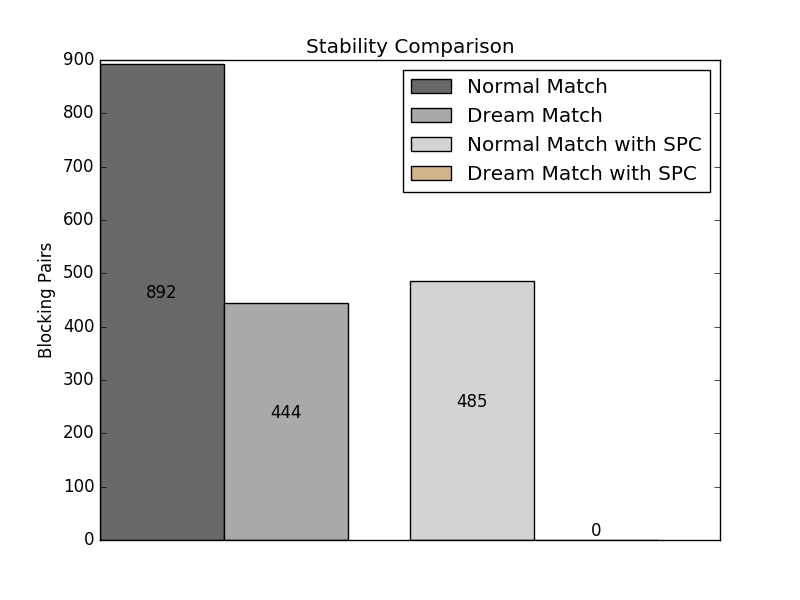 Stability Comparison
Blocking Pairs
900
800
700
600
500
400
300
200
100
0
Normal Match
Dream Match
Normal Match with SPC
Dream Match with SPC
892
444
485
0